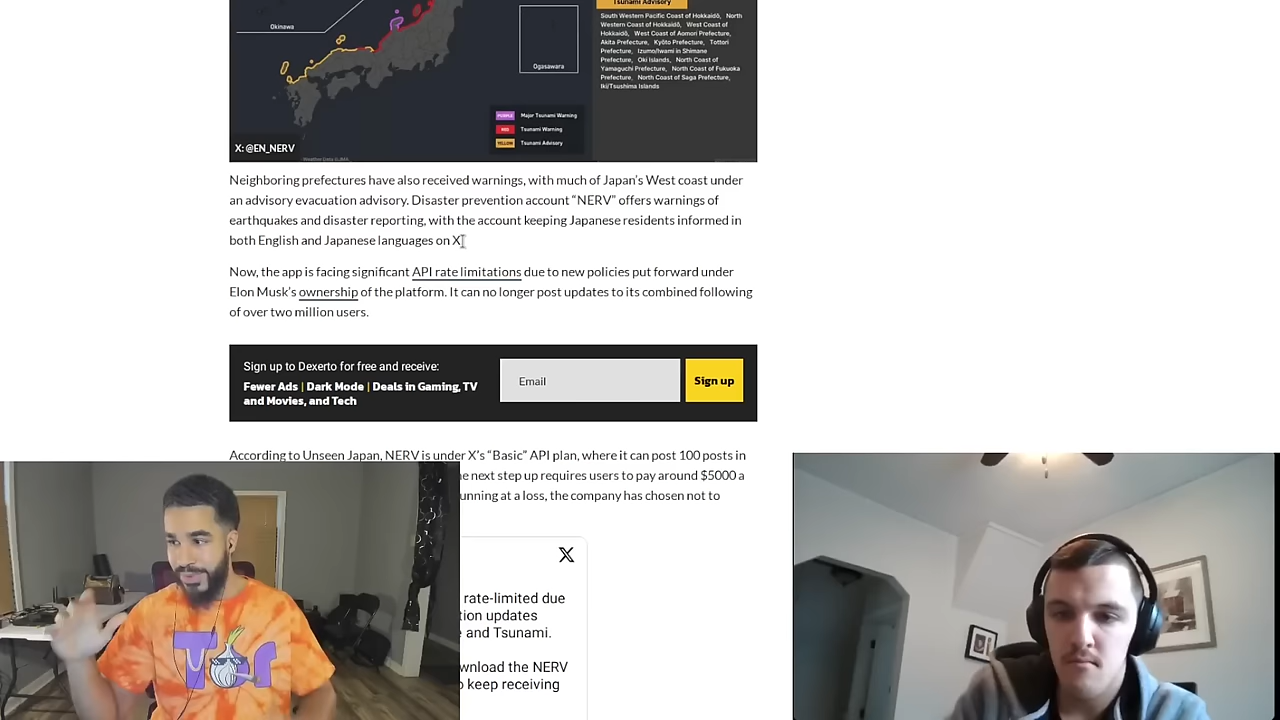 Tsunami Advisory
South Western Pacific Coast of Hokkaidō, North
Western Coast of Hokkaidō, West Coast of
Hokkaidō, West Coast of Aomori Prefecture,
Akita Prefecture, Kyōto Prefecture, Tottori
Prefecture, Izumo/Iwami in Shimane
Prefecture, Oki Islands, North Coast of
Yamaguchi Prefecture, North Coast of Fukuoka
Prefecture, North Coast of Saga Prefecture,
Iki/Tsushima Islands
Okinawa
Ogasawara
PURPLE Major Tsunami Warning
RED Tsunami Warning
YELLOW Tsunami Advisory
X: @EN_NERV
Neighboring prefectures have also received warnings, with much of Japan's West coast under
an advisory evacuation advisory. Disaster prevention account “NERV” offers warnings of
earthquakes and disaster reporting, with the account keeping Japanese residents informed in
both English and Japanese languages on X
Now, the app is facing significant API rate limitations due to new policies put forward under
Elon Musk's ownership of the platform. It can no longer post updates to its combined following
of over two million users.
Sign up to Dexerto for free and receive:
Fewer Ads | Dark Mode | Deals in Gaming, TV
and Movies, and Tech
Email
Sign up
According to Unseen Japan, NERV is under X's “Basic” API plan, where it can post 100 posts in
next step up requires users to pay around $5000 a
unning at a loss, the company has chosen not to
X
rate-limited due
tion updates
and Tsunami.
wnload the NERV
keep receiving
Tor